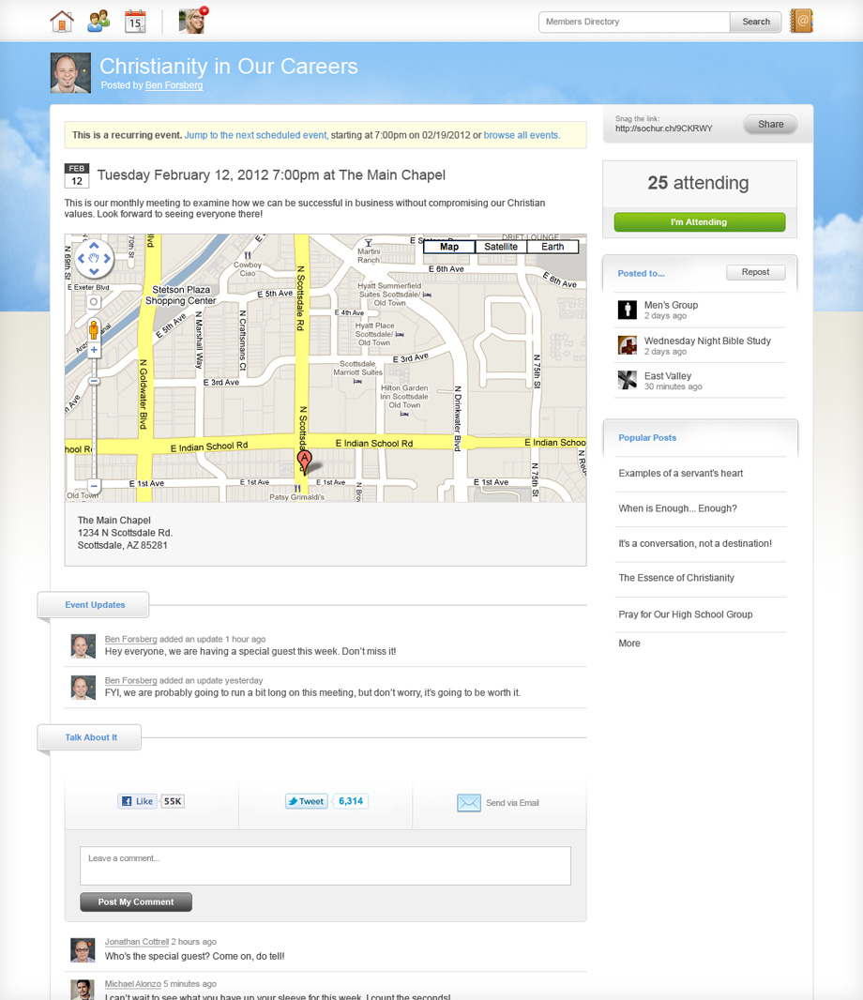 15
Members Directory
Search
@
Christianity in Our Careers
Posted by Ben Forsberg
This is a recurring event. Jump to the next scheduled event, starting at 7:00pm on 02/19/2012 or browse all events.
Snag the link:
http://sochur.ch/9CKRWY
Share
FEB
12
Tuesday February 12, 2012 7:00pm at The Main Chapel
This is our monthly meeting to examine how we can be successful in business without compromising our Christian
values. Look forward to seeing everyone there!
25 attending
I'm Attending
Posted to...
Repost
Men's Group
2 days ago
Wednesday Night Bible Study
2 days ago
East Valley
30 minutes ago
Popular Posts
Examples of a servant's heart
When is Enough... Enough?
It's a conversation, not a destination!
The Essence of Christianity
Pray for Our High School Group
More
Map
Satellite
Earth
DRIFT LOUNGE
N 69th St
N 70th St
Blvd
Martini
Ranch
Cowboy
Ciao
E 6th Ave
E 6th Ave
E Exeter Blvd
Stetson Plaza
Shopping Center
E 5th Ave
N Scottsdale Rd
Hyatt Summerfield
Suites Scottsdale/
Old Town
E 4th Ave
E 5th Ave
N Marshall Way
N Craftsmans Ct
Hyatt Place
Scottsdale/
Old Town
Scottsdale
Marriott Suites
E 3rd Ave
N 75th St
N Goldwater Blvd
E 3rd Ave
Hilton Garden
Inn Scottsdale
Old Town
N Drinkwater Blvd
E Indian School Rd
E Indian School Rd
E Indian Schoo
hool R
A
E 1st Ave
E 1st Ave
E 1st Ave
E 1st Ave
N 75th St
Old Town
Patsy Grimaldi's
The Main Chapel
1234 N Scottsdale Rd.
Scottsdale, AZ 85281
Event Updates
Ben Forsberg added an update 1 hour ago
Hey everyone, we are having a special guest this week. Don't miss it!
Ben Forsberg added an update yesterday
FYI, we are probably going to run a bit long on this meeting, but don't worry, it's going to be worth it.
Talk About It
Like 55K
Tweet 6,314
Send via Email
Leave a comment...
Post My Comment
Jonathan Cottrell 2 hours ago
Who's the special guest? Come on, do tell!
Michael Alonzo 5 minutes ago
I can't wait to see what you have up your sleeve for this week. I count the seconds!